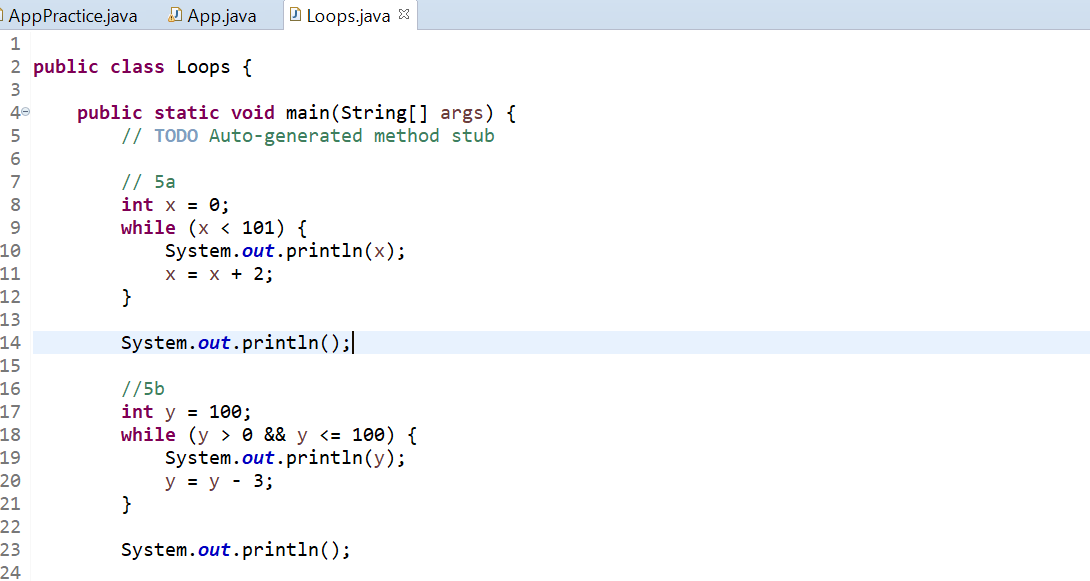 AppPractice.java App.java Loops.java
1
2 public class Loops {
3
4 public static void main(String[] args) {
5 // TODO Auto-generated method stub
6
7 // 5a
8 int x = 0;
9 while (x < 101) {
10 System.out.println(x);
11 x = x + 2;
12 }
13
14 System.out.println();
15
16 //5b
17 int y = 100;
18 while (y > 0 && y <= 100) {
19 System.out.println(y);
20 y = y - 3;
21 }
22
23 System.out.println();
24